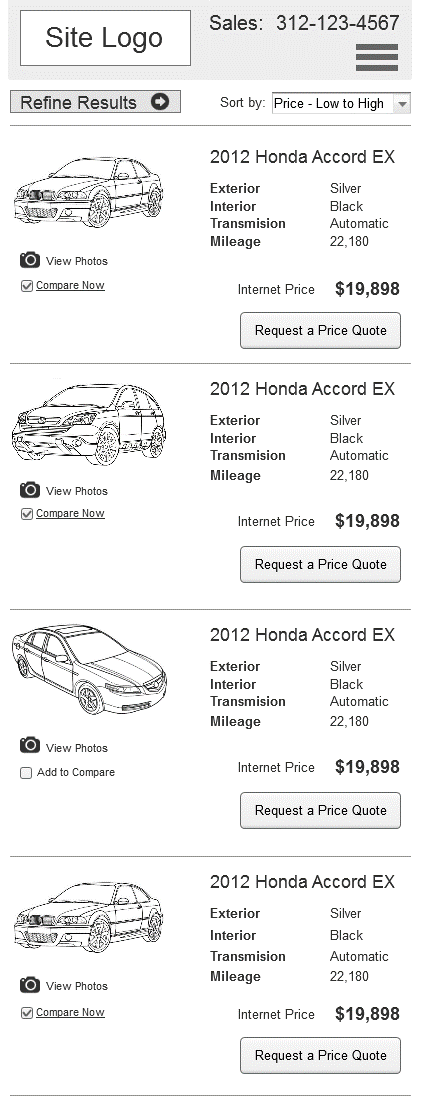 Site Logo
Sales: 312-123-4567
Refine Results
Sort by: Price - Low to High
2012 Honda Accord EX
Exterior Silver
Interior Black
Transmision Automatic
Mileage 22,180
View Photos
Compare Now
Internet Price $19,898
Request a Price Quote
2012 Honda Accord EX
Exterior Silver
Interior Black
Transmision Automatic
Mileage 22,180
View Photos
Compare Now
Internet Price $19,898
Request a Price Quote
2012 Honda Accord EX
Exterior Silver
Interior Black
Transmision Automatic
Mileage 22,180
View Photos
Add to Compare
Internet Price $19,898
Request a Price Quote
2012 Honda Accord EX
Exterior Silver
Interior Black
Transmision Automatic
Mileage 22,180
View Photos
Compare Now
Internet Price $19,898
Request a Price Quote